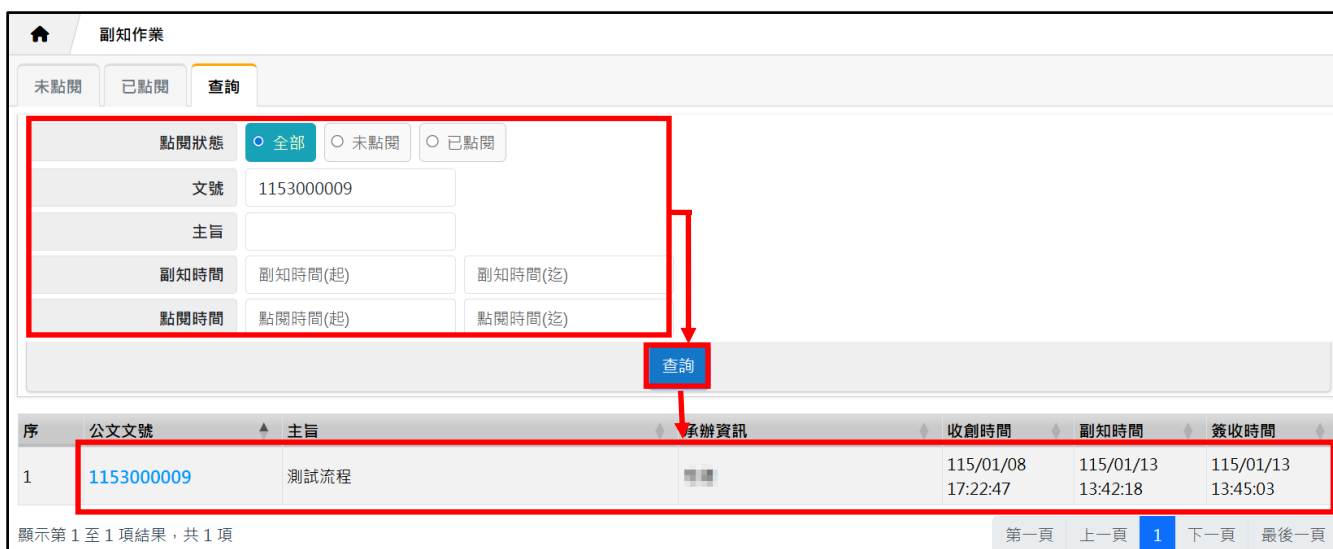 副知作業
未點閱 已點閱 查詢
點閱狀態 全部 未點閱 已點閱
文號 1153000009
主旨
副知時間 副知時間(起) 副知時間(迄)
點閱時間 點閱時間(起) 點閱時間(迄)
查詢
序 公文文號 主旨 承辦資訊 收創時間 副知時間 簽收時間
1 1153000009 測試流程 115/01/08 17:22:47 115/01/13 13:42:18 115/01/13 13:45:03
顯示第 1 至 1 項結果，共 1 項 第一頁 上一頁 1 下一頁 最後一頁